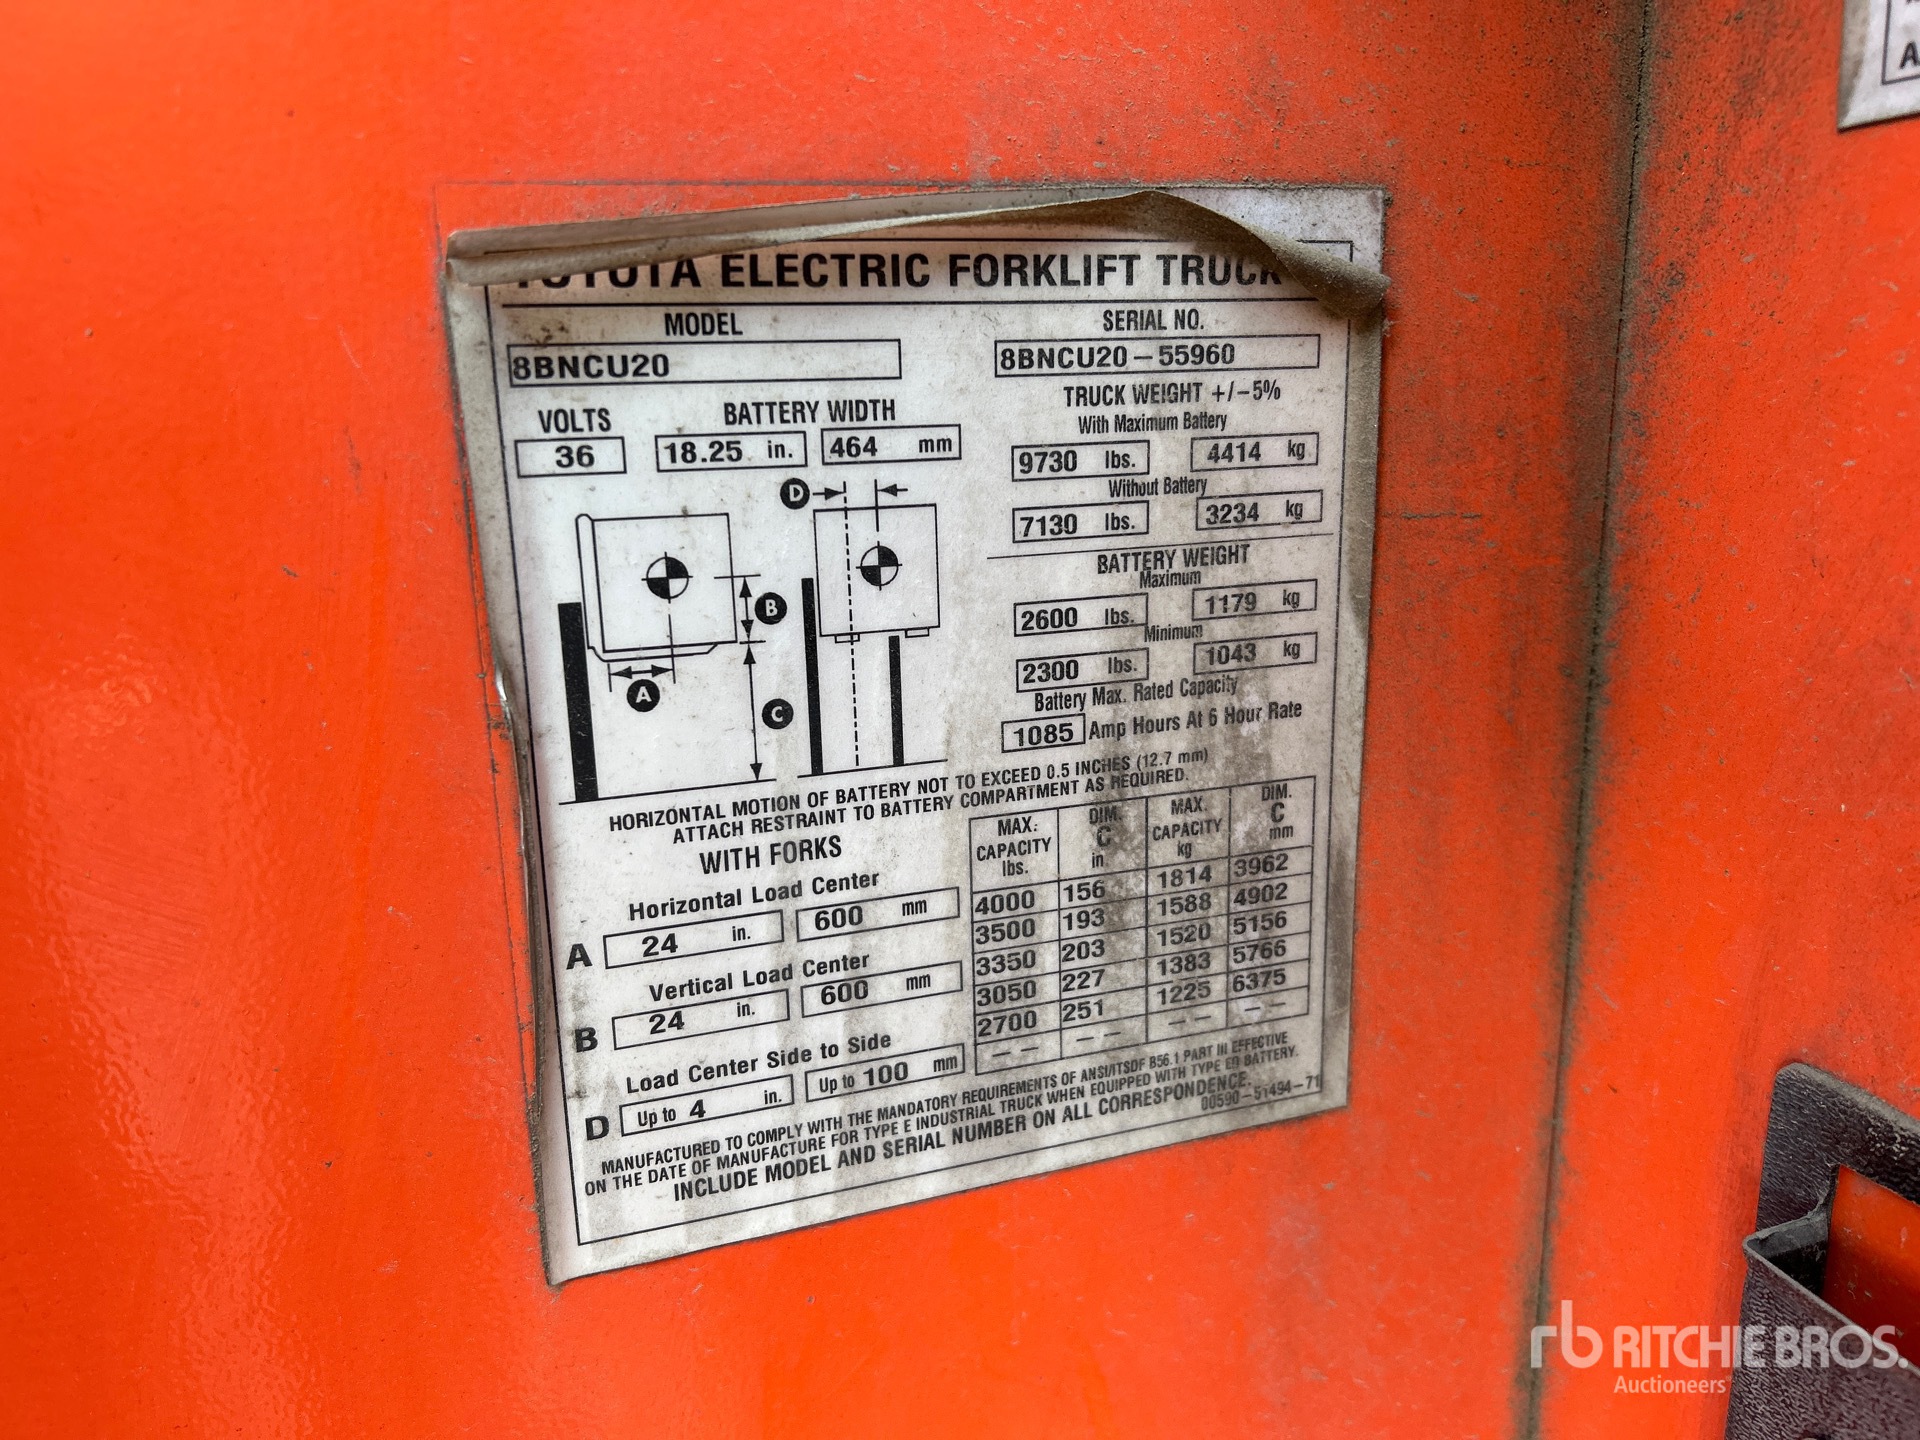 TOYOTA ELECTRIC FORKLIFT TRUCK
MODEL
8BNCU20
SERIAL NO.
8BNCU20-55960
VOLTS
36
BATTERY WIDTH
18.25 in.
464 mm
TRUCK WEIGHT +/-5%
With Maximum Battery
9730 lbs.
4414 kg
Without Battery
7130 lbs.
3234 kg
BATTERY WEIGHT
Maximum
2600 lbs.
1179 kg
Minimum
2300 lbs.
1043 kg
Battery Max. Rated Capacity
1085 Amp Hours At 6 Hour Rate
D
B
A
C
HORIZONTAL MOTION OF BATTERY NOT TO EXCEED 0.5 INCHES (12.7 mm)
ATTACH RESTRAINT TO BATTERY COMPARTMENT AS REQUIRED.
WITH FORKS
Horizontal Load Center
A 24 in. 600 mm
Vertical Load Center
B 24 in. 600 mm
Load Center Side to Side
D Up to 4 in. Up to 100 mm
MAX. CAPACITY lbs. DIM. C in MAX. CAPACITY kg DIM. C mm
4000 156 1814 3962
3500 193 1588 4902
3350 203 1520 5156
3050 227 1383 5766
2700 251 1225 6375
— — — — — — — —
MANUFACTURED TO COMPLY WITH THE MANDATORY REQUIREMENTS OF ANSI/ITSDF B56.1 PART III EFFECTIVE
ON THE DATE OF MANUFACTURE FOR TYPE E INDUSTRIAL TRUCK WHEN EQUIPPED WITH TYPE EO BATTERY.
INCLUDE MODEL AND SERIAL NUMBER ON ALL CORRESPONDENCE.
00590-51494-71
A
rb RITCHIE BROS.
Auctioneers